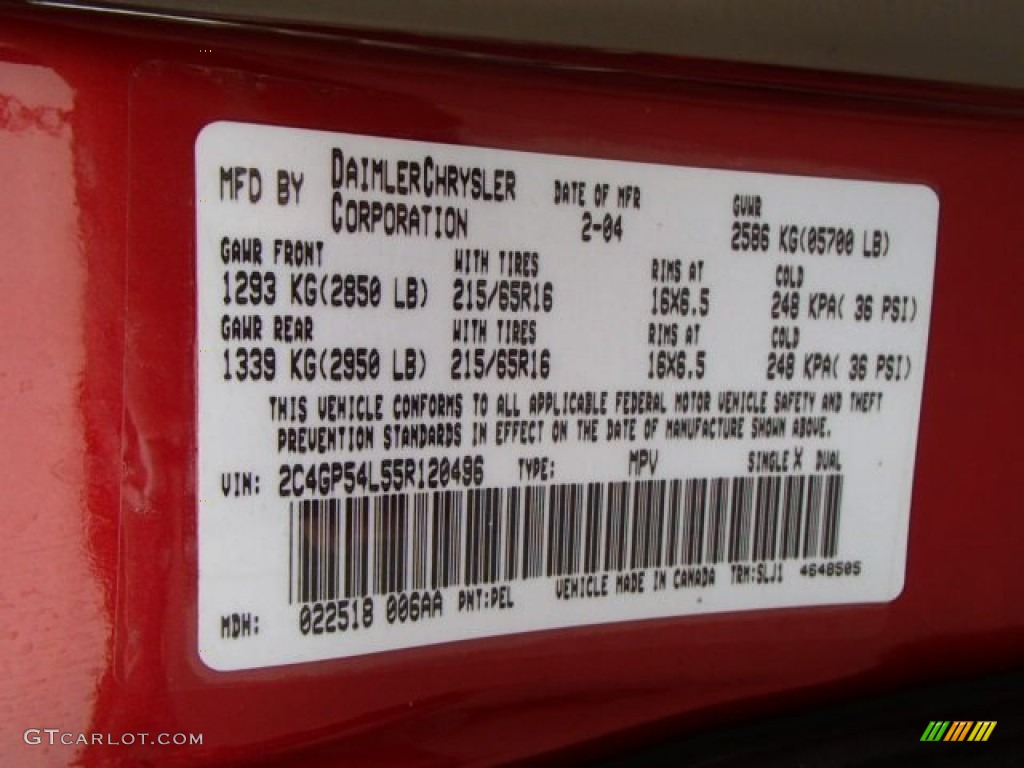 MFD BY DAIMLERCHRYSLER CORPORATION DATE OF MFR 2-04 GVWR 2586 KG(05700 LB)
GAWR FRONT WITH TIRES RIMS AT COLD
1293 KG(2850 LB) 215/65R16 16X6.5 248 KPA( 36 PSI)
GAWR REAR WITH TIRES RIMS AT COLD
1339 KG(2950 LB) 215/65R16 16X6.5 248 KPA( 36 PSI)
THIS VEHICLE CONFORMS TO ALL APPLICABLE FEDERAL MOTOR VEHICLE SAFETY AND THEFT
PREVENTION STANDARDS IN EFFECT ON THE DATE OF MANUFACTURE SHOWN ABOVE.
VIN: 2C4GP54L55R120496 TYPE: MPV SINGLE X DUAL
MDH: 022518 006AA PNT:PEL VEHICLE MADE IN CANADA TRM:SLJ1 4648505
GTCARLOT.COM